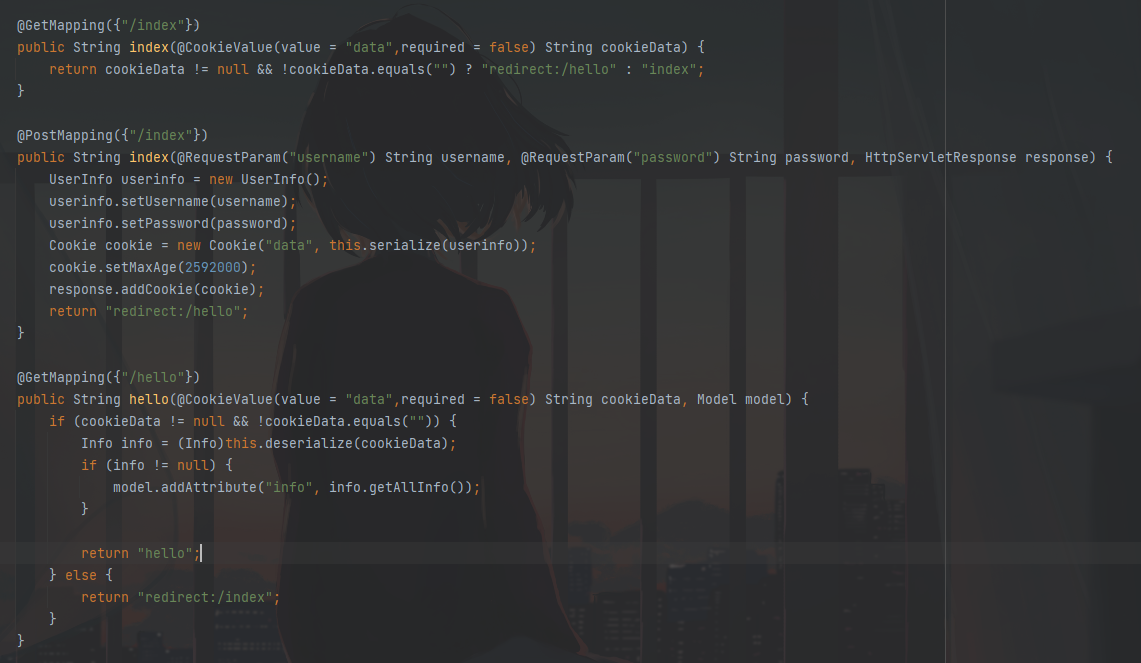 @GetMapping({"/index"})
public String index(@CookieValue(value = "data",required = false) String cookieData) {
    return cookieData != null && !cookieData.equals("") ? "redirect:/hello" : "index";
}
@PostMapping({"/index"})
public String index(@RequestParam("username") String username, @RequestParam("password") String password, HttpServletResponse response) {
    UserInfo userinfo = new UserInfo();
    userinfo.setUsername(username);
    userinfo.setPassword(password);
    Cookie cookie = new Cookie("data", this.serialize(userinfo));
    cookie.setMaxAge(2592000);
    response.addCookie(cookie);
    return "redirect:/hello";
}
@GetMapping({"/hello"})
public String hello(@CookieValue(value = "data",required = false) String cookieData, Model model) {
    if (cookieData != null && !cookieData.equals("")) {
        Info info = (Info)this.deserialize(cookieData);
        if (info != null) {
            model.addAttribute("info", info.getAllInfo());
        }
        return "hello";
    } else {
        return "redirect:/index";
    }
}